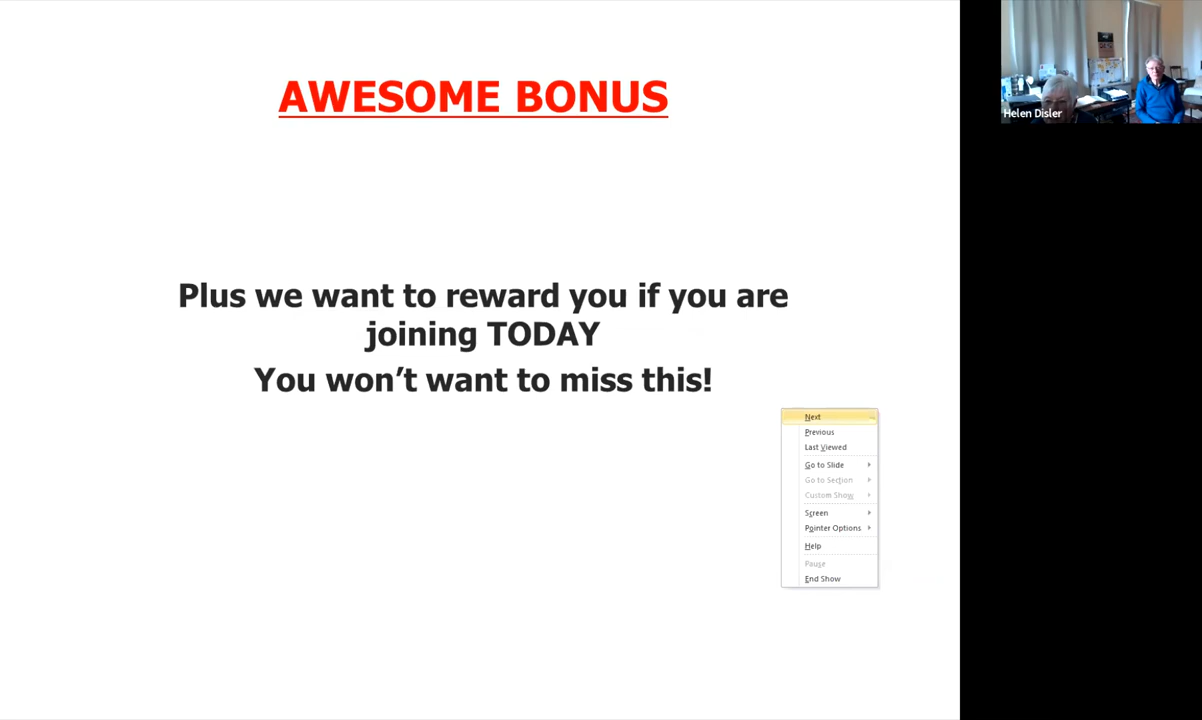 AWESOME BONUS
Plus we want to reward you if you are
joining TODAY
You won’t want to miss this!
Next
Previous
Last Viewed
Go to Slide
Go to Section
Custom Show
Screen
Pointer Options
Help
Pause
End Show
Helen Disler